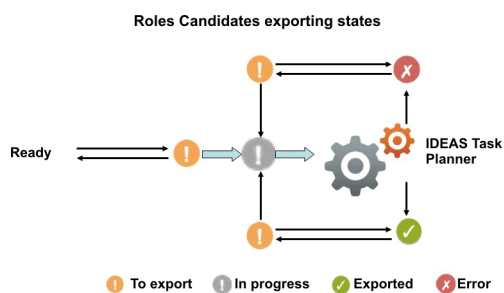 Roles Candidates exporting states
Ready
IDEAS Task
Planner
To export
In progress
Exported
Error